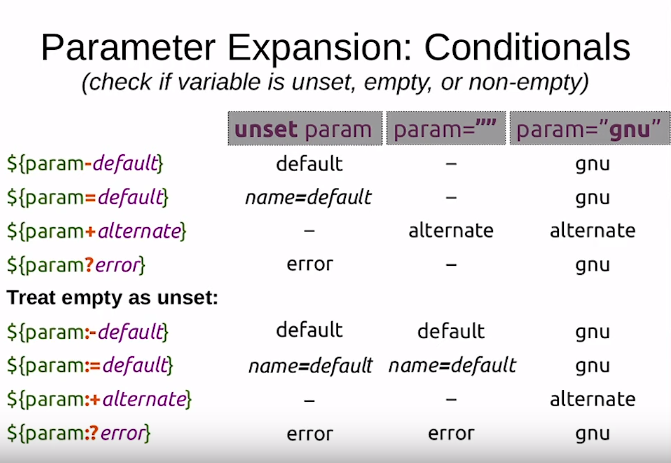 Parameter Expansion: Conditionals
(check if variable is unset, empty, or non-empty)
unset param param="" param="gnu"
${param-default} default – gnu
${param=default} name=default – gnu
${param+alternate} – alternate alternate
${param?error} error – gnu
Treat empty as unset:
${param:-default} default default gnu
${param:=default} name=default name=default gnu
${param:+alternate} – – alternate
${param:?error} error error gnu